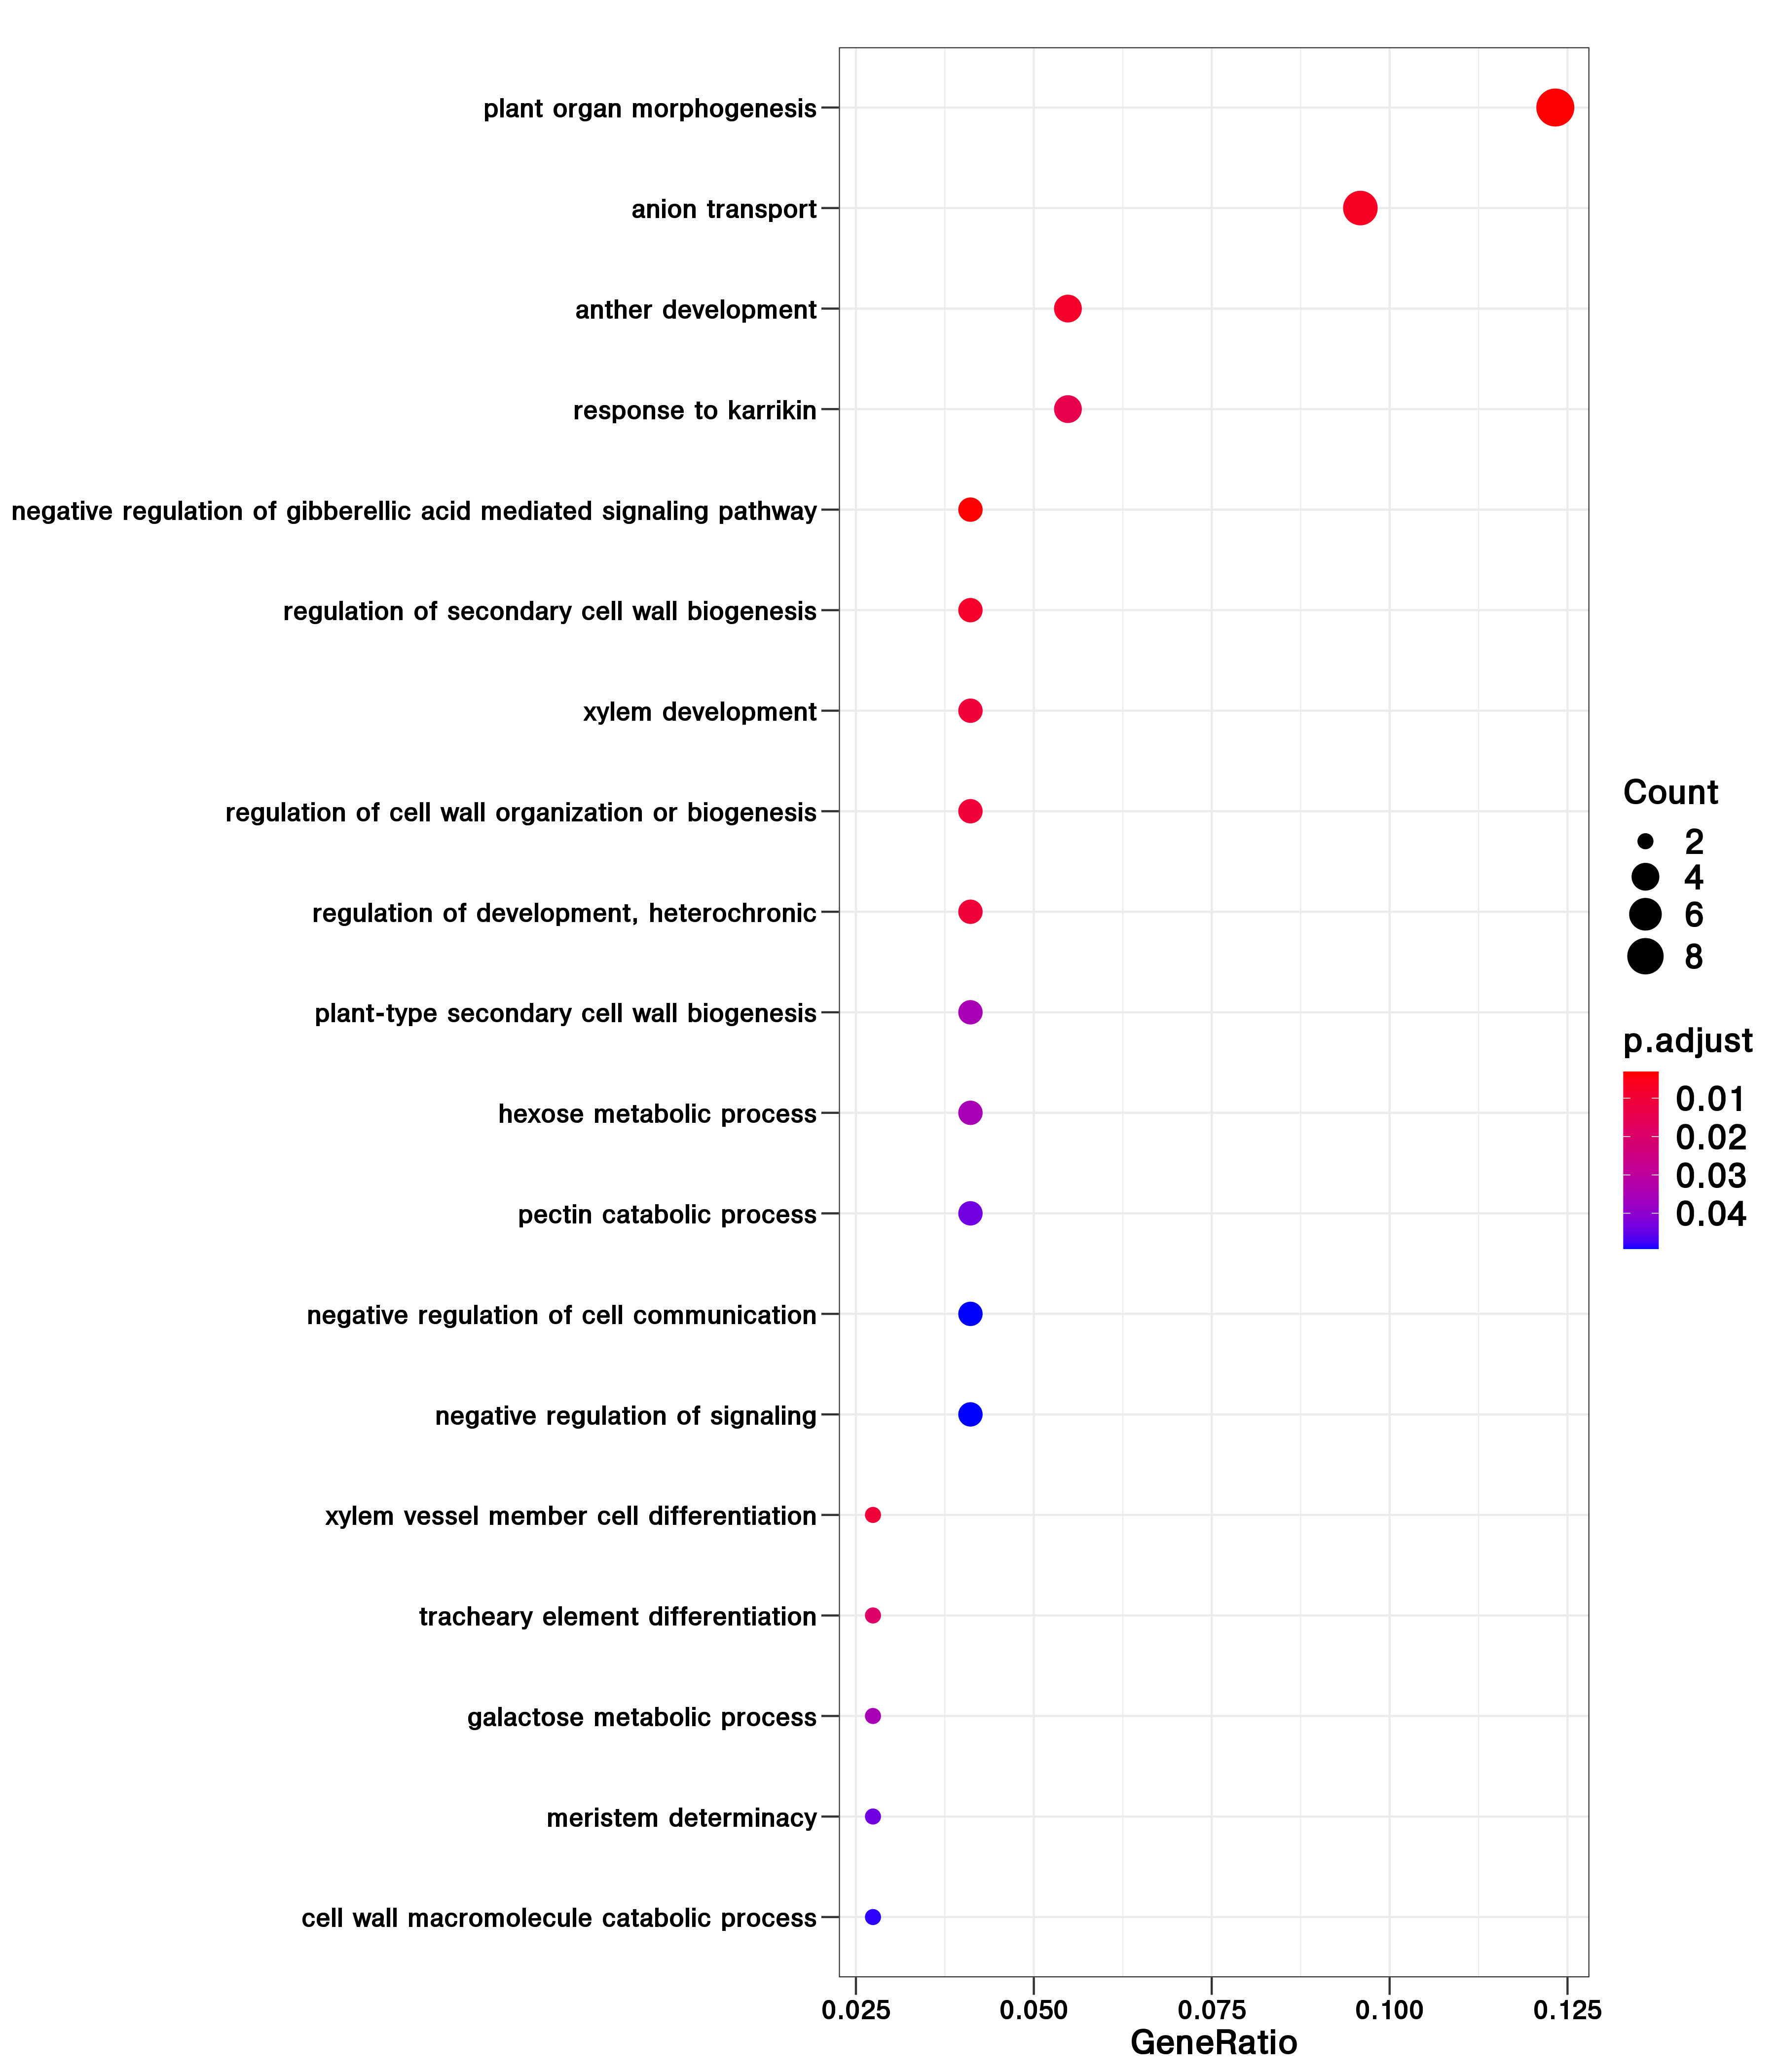 plant organ morphogenesis
anion transport
anther development
response to karrikin
negative regulation of gibberellic acid mediated signaling pathway
regulation of secondary cell wall biogenesis
xylem development
regulation of cell wall organization or biogenesis
regulation of development, heterochronic
plant-type secondary cell wall biogenesis
hexose metabolic process
pectin catabolic process
negative regulation of cell communication
negative regulation of signaling
xylem vessel member cell differentiation
tracheary element differentiation
galactose metabolic process
meristem determinacy
cell wall macromolecule catabolic process
0.025 0.050 0.075 0.100 0.125
GeneRatio
Count
2
4
6
8
p.adjust
0.01
0.02
0.03
0.04